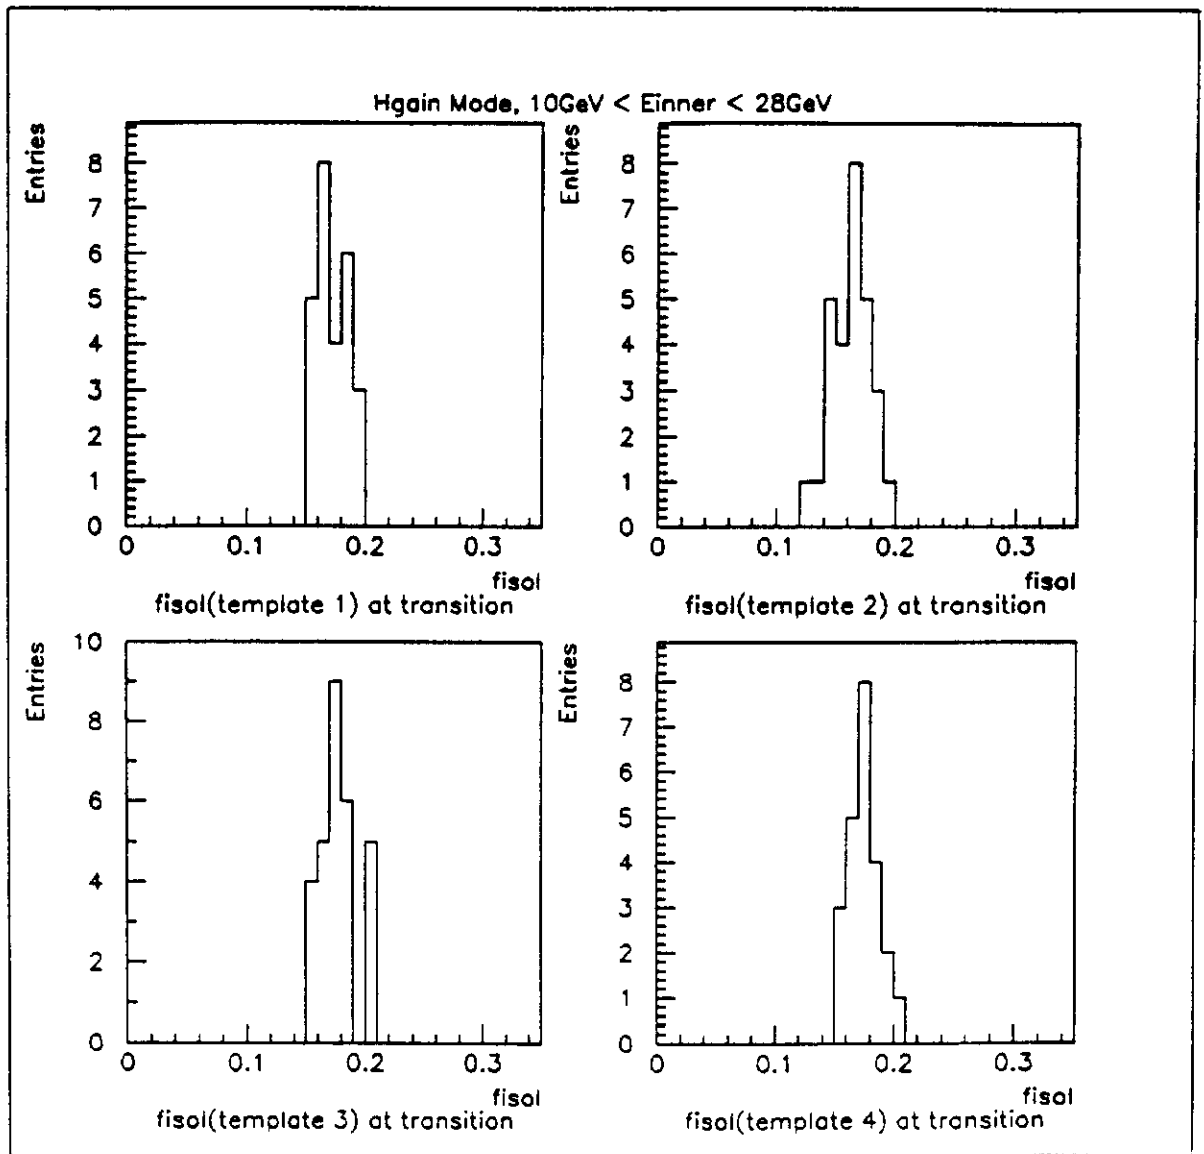 Hgain Mode, 10GeV < Einner < 28GeV
Entries
8
7
6
5
4
3
2
1
0
0 0.1 0.2 0.3
fisol
fisol(template 1) at transition
Entries
8
7
6
5
4
3
2
1
0
0 0.1 0.2 0.3
fisol
fisol(template 2) at transition
Entries
10
8
6
4
2
0
0 0.1 0.2 0.3
fisol
fisol(template 3) at transition
Entries
8
7
6
5
4
3
2
1
0
0 0.1 0.2 0.3
fisol
fisol(template 4) at transition